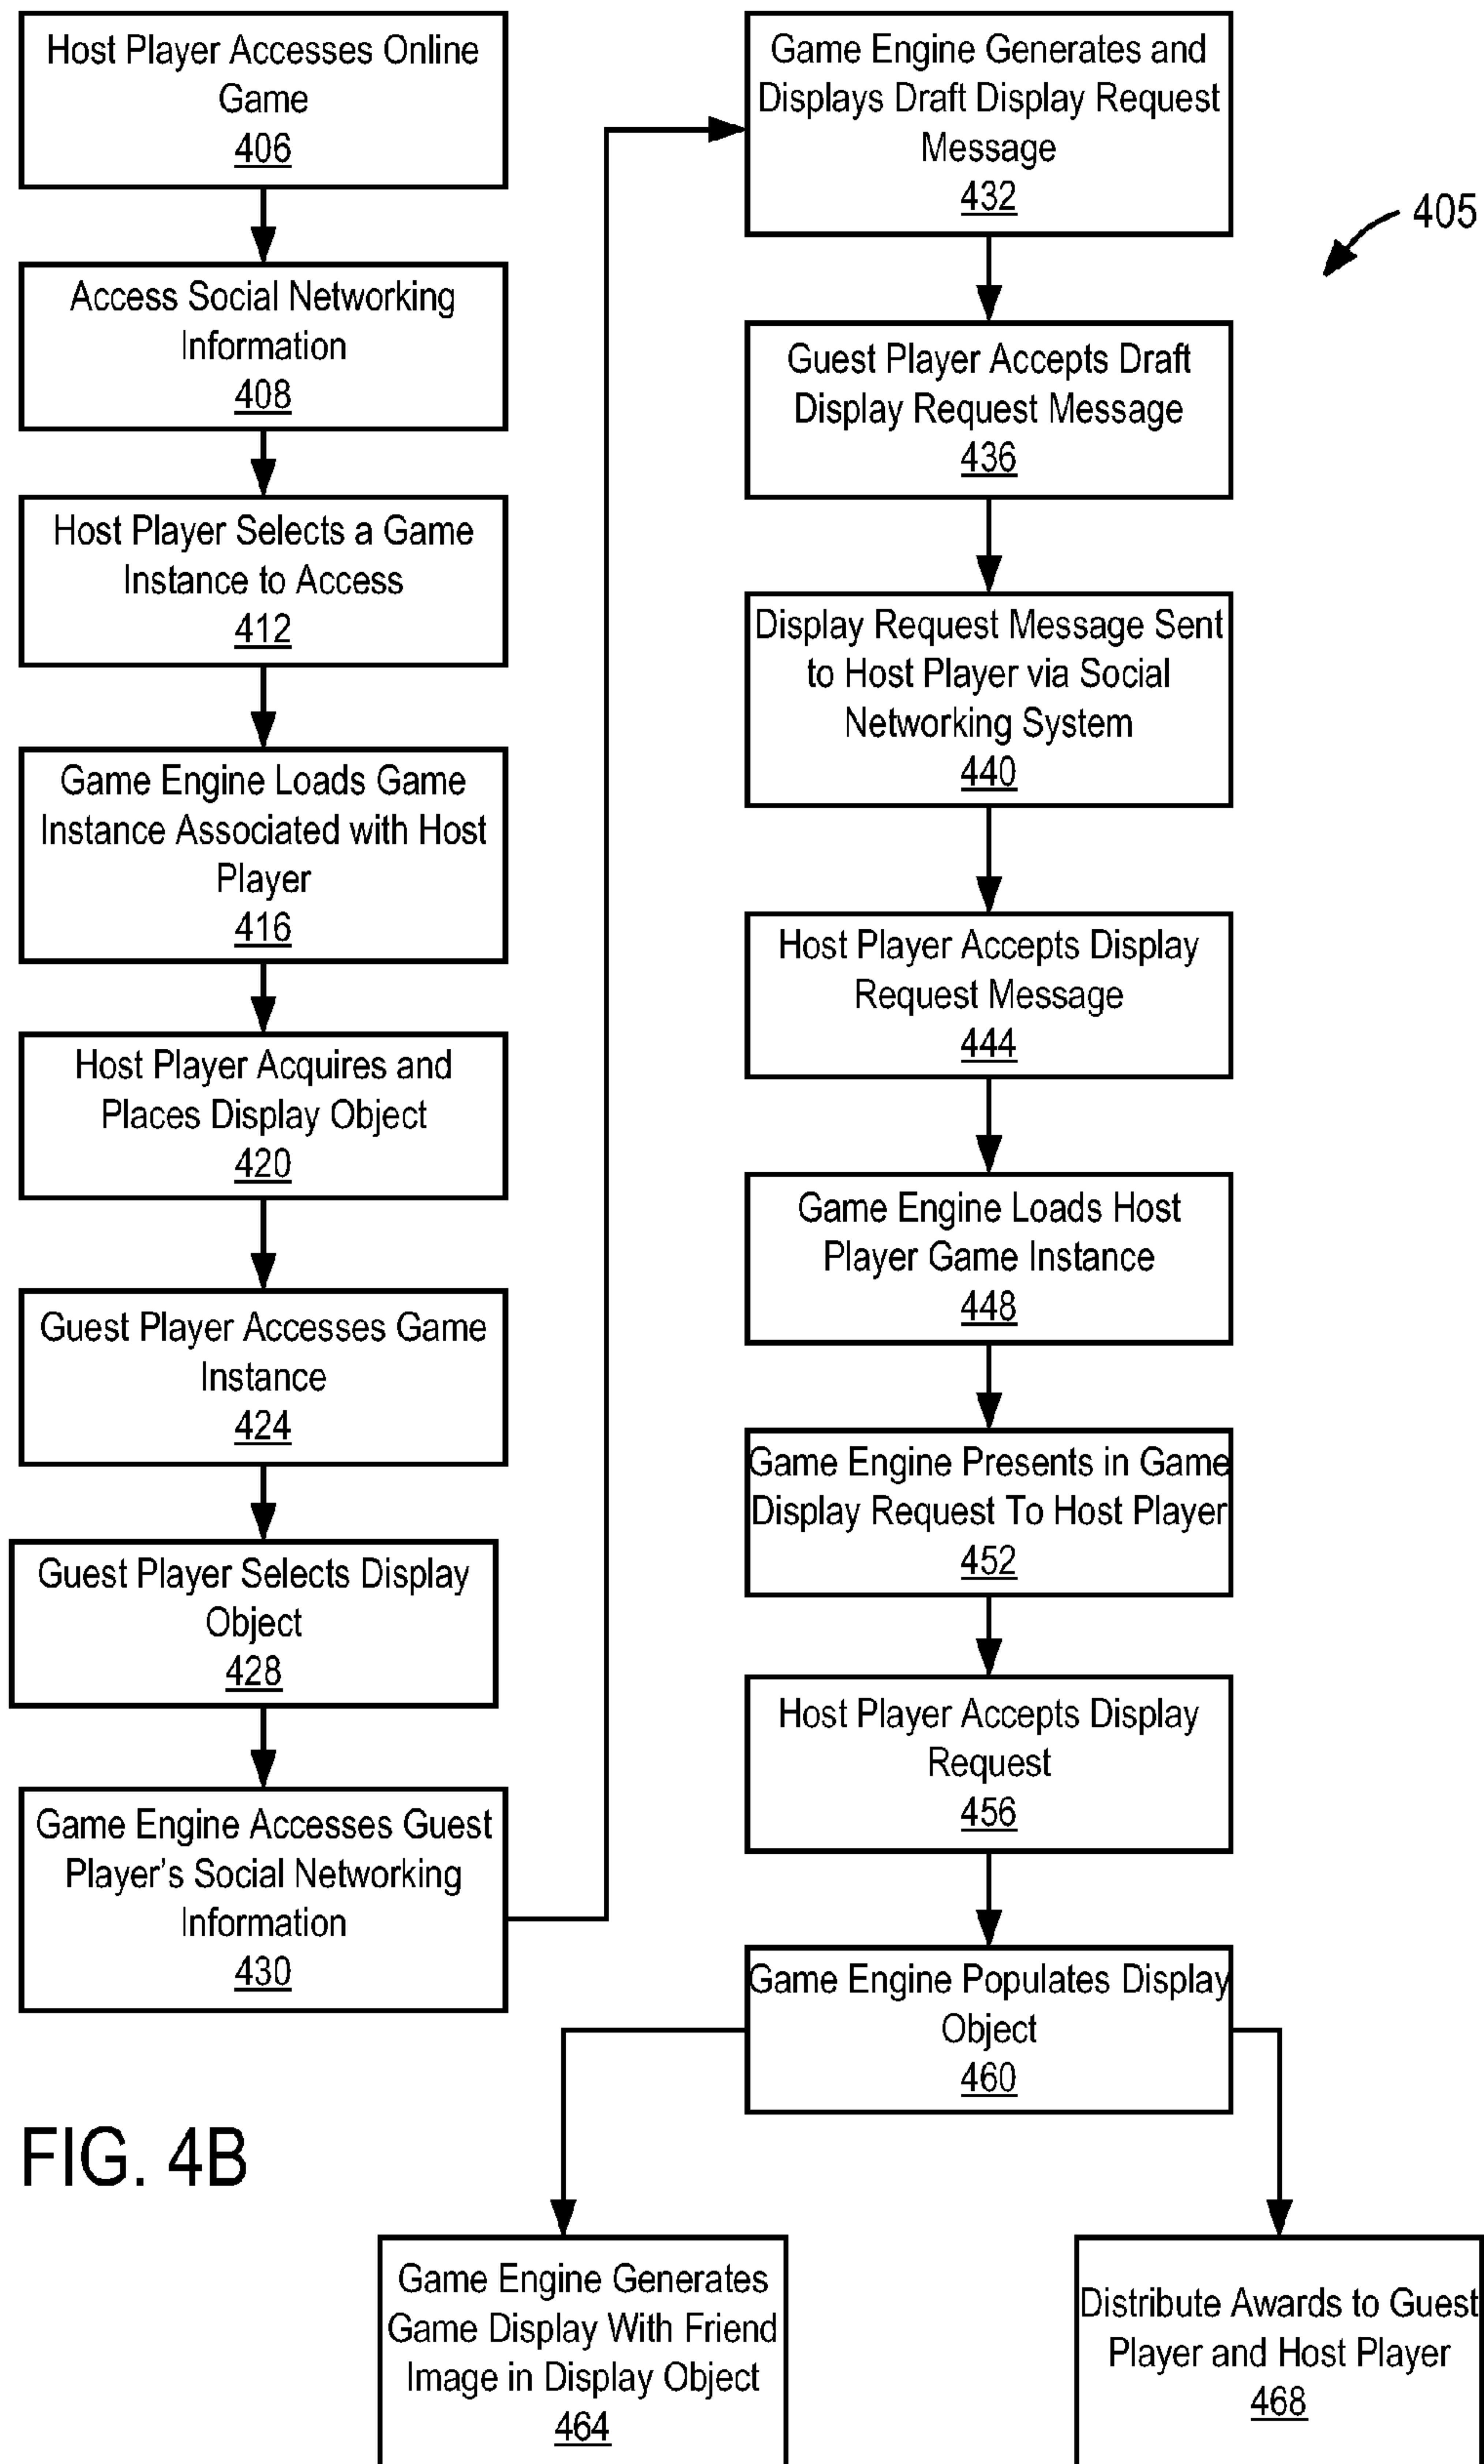 Host Player Accesses Online
Game
406
Access Social Networking
Information
408
Host Player Selects a Game
Instance to Access
412
Game Engine Loads Game
Instance Associated with Host
Player
416
Host Player Acquires and
Places Display Object
420
Guest Player Accesses Game
Instance
424
Guest Player Selects Display
Object
428
Game Engine Accesses Guest
Player's Social Networking
Information
430
Game Engine Generates and
Displays Draft Display Request
Message
432
405
Guest Player Accepts Draft
Display Request Message
436
Display Request Message Sent
to Host Player via Social
Networking System
440
Host Player Accepts Display
Request Message
444
Game Engine Loads Host
Player Game Instance
448
Game Engine Presents in Game
Display Request To Host Player
452
Host Player Accepts Display
Request
456
Game Engine Populates Display
Object
460
FIG. 4B
Game Engine Generates
Game Display With Friend
Image in Display Object
464
Distribute Awards to Guest
Player and Host Player
468